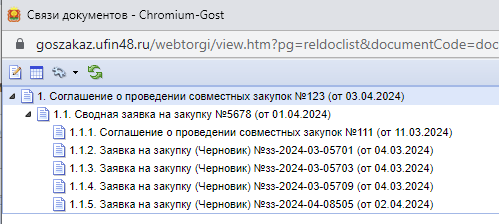 Связи документов - Chromium-Gost
goszakaz.ufin48.ru/webtorgi/view.htm?pg=reldoclist&documentCode=doc
1. Соглашение о проведении совместных закупок №123 (от 03.04.2024)
1.1. Сводная заявка на закупку №5678 (от 01.04.2024)
1.1.1. Соглашение о проведении совместных закупок №111 (от 11.03.2024)
1.1.2. Заявка на закупку (Черновик) №зз-2024-03-05701 (от 04.03.2024)
1.1.3. Заявка на закупку (Черновик) №зз-2024-03-05703 (от 04.03.2024)
1.1.4. Заявка на закупку (Черновик) №зз-2024-03-05709 (от 04.03.2024)
1.1.5. Заявка на закупку (Черновик) №зз-2024-04-08505 (от 02.04.2024)